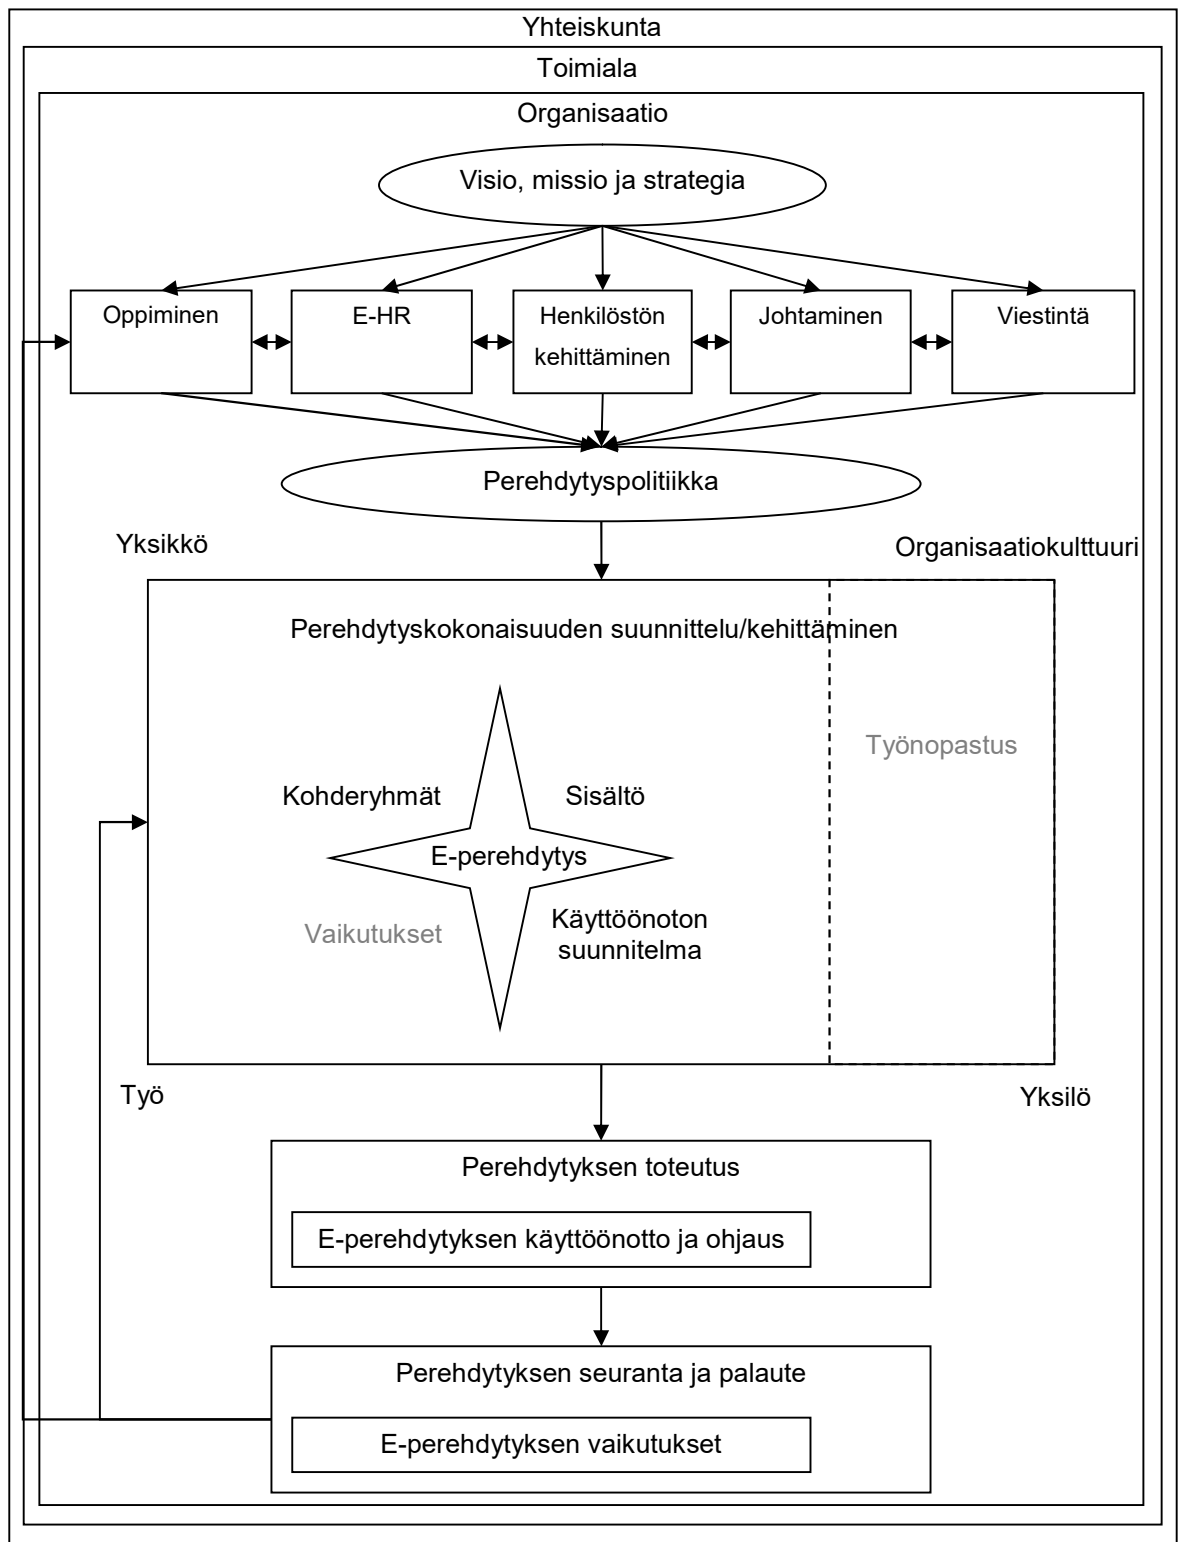 Yhteiskunta
Toimiala
Organisaatio
Visio, missio ja strategia
Oppiminen
E-HR
Henkilöstön
kehittäminen
Johtaminen
Viestintä
Perehdytyspolitiikka
Yksikkö
Organisaatiokulttuuri
Perehdytyskokonaisuuden suunnittelu/kehittäminen
Työnopastus
Kohderyhmät
Sisältö
E-perehdytys
Vaikutukset
Käyttöönoton
suunnitelma
Työ
Yksilö
Perehdytyksen toteutus
E-perehdytyksen käyttöönotto ja ohjaus
Perehdytyksen seuranta ja palaute
E-perehdytyksen vaikutukset